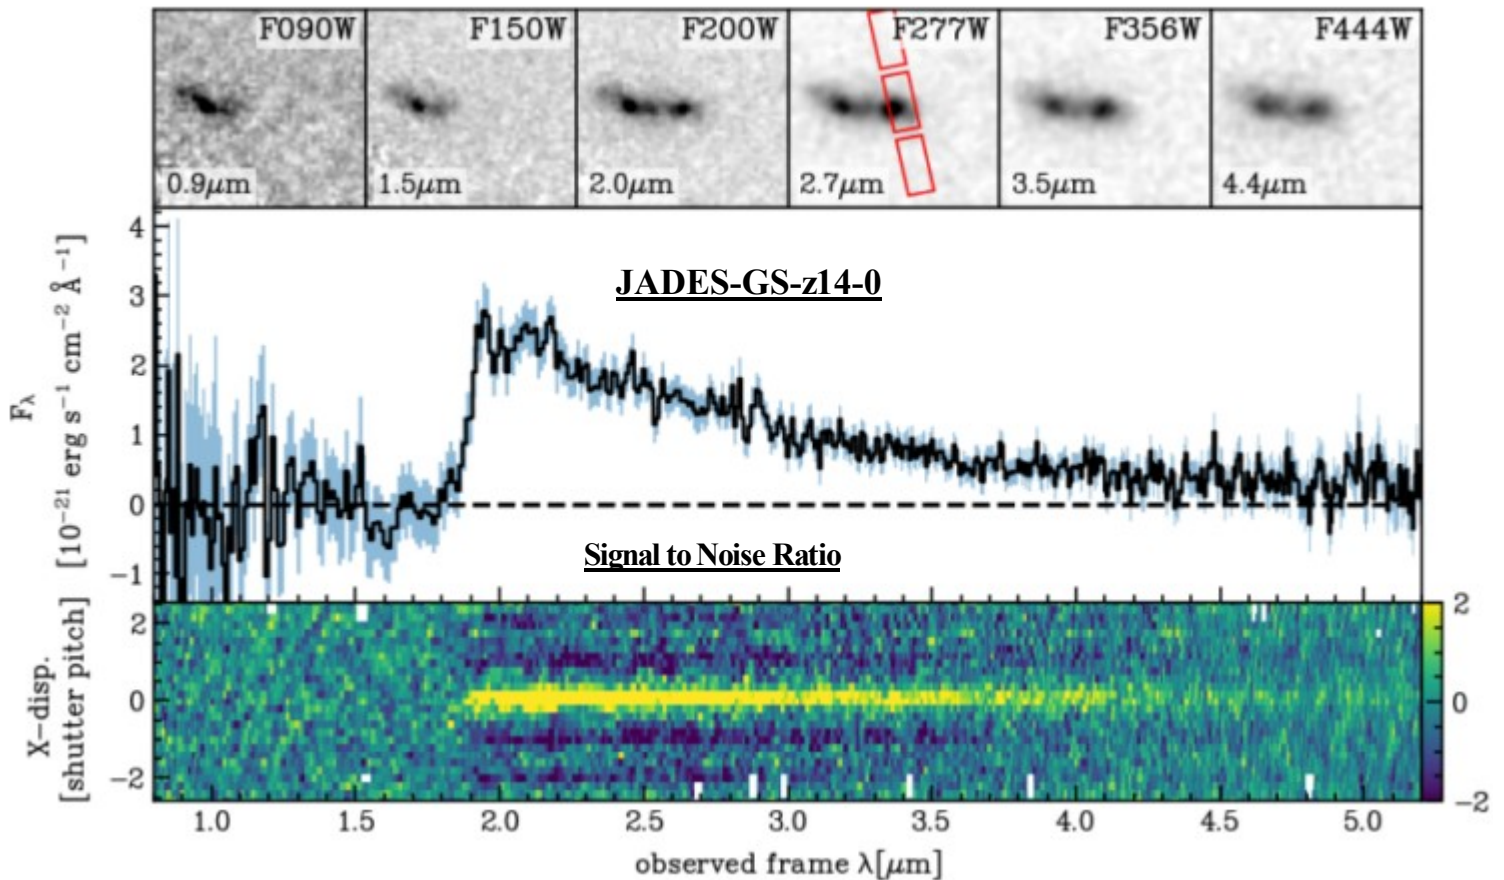 F090W
F150W
F200W
F277W
F356W
F444W
0.9μm
1.5μm
2.0μm
2.7μm
3.5μm
4.4μm
JADES-GS-z14-0
Fλ
[10⁻²¹ erg s⁻¹ cm⁻² Å⁻¹]
4
3
2
1
0
−1
Signal to Noise Ratio
X−disp.
[shutter pitch]
2
0
−2
2
0
−2
1.0 1.5 2.0 2.5 3.0 3.5 4.0 4.5 5.0
observed frame λ[μm]